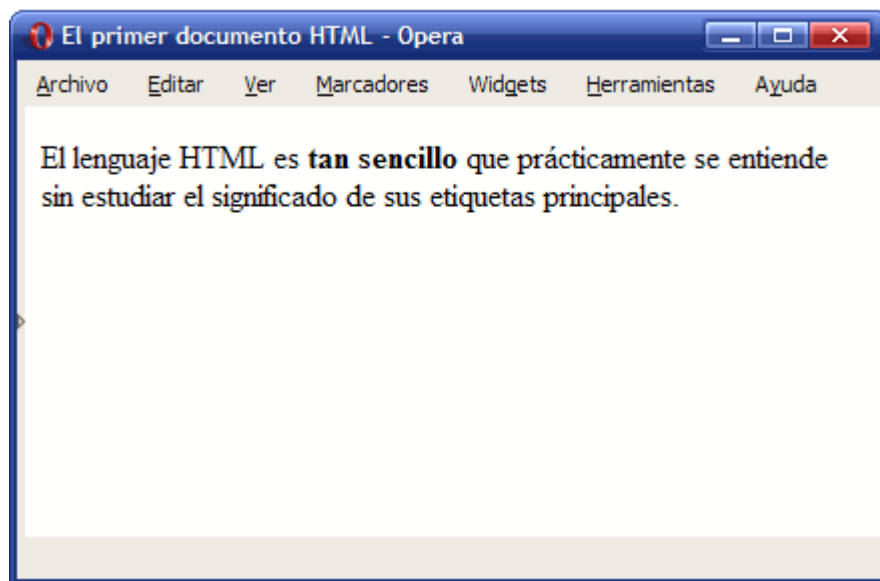 El primer documento HTML - Opera
Archivo Editar Ver Marcadores Widgets Herramientas Ayuda
El lenguaje HTML es tan sencillo que prácticamente se entiende
sin estudiar el significado de sus etiquetas principales.